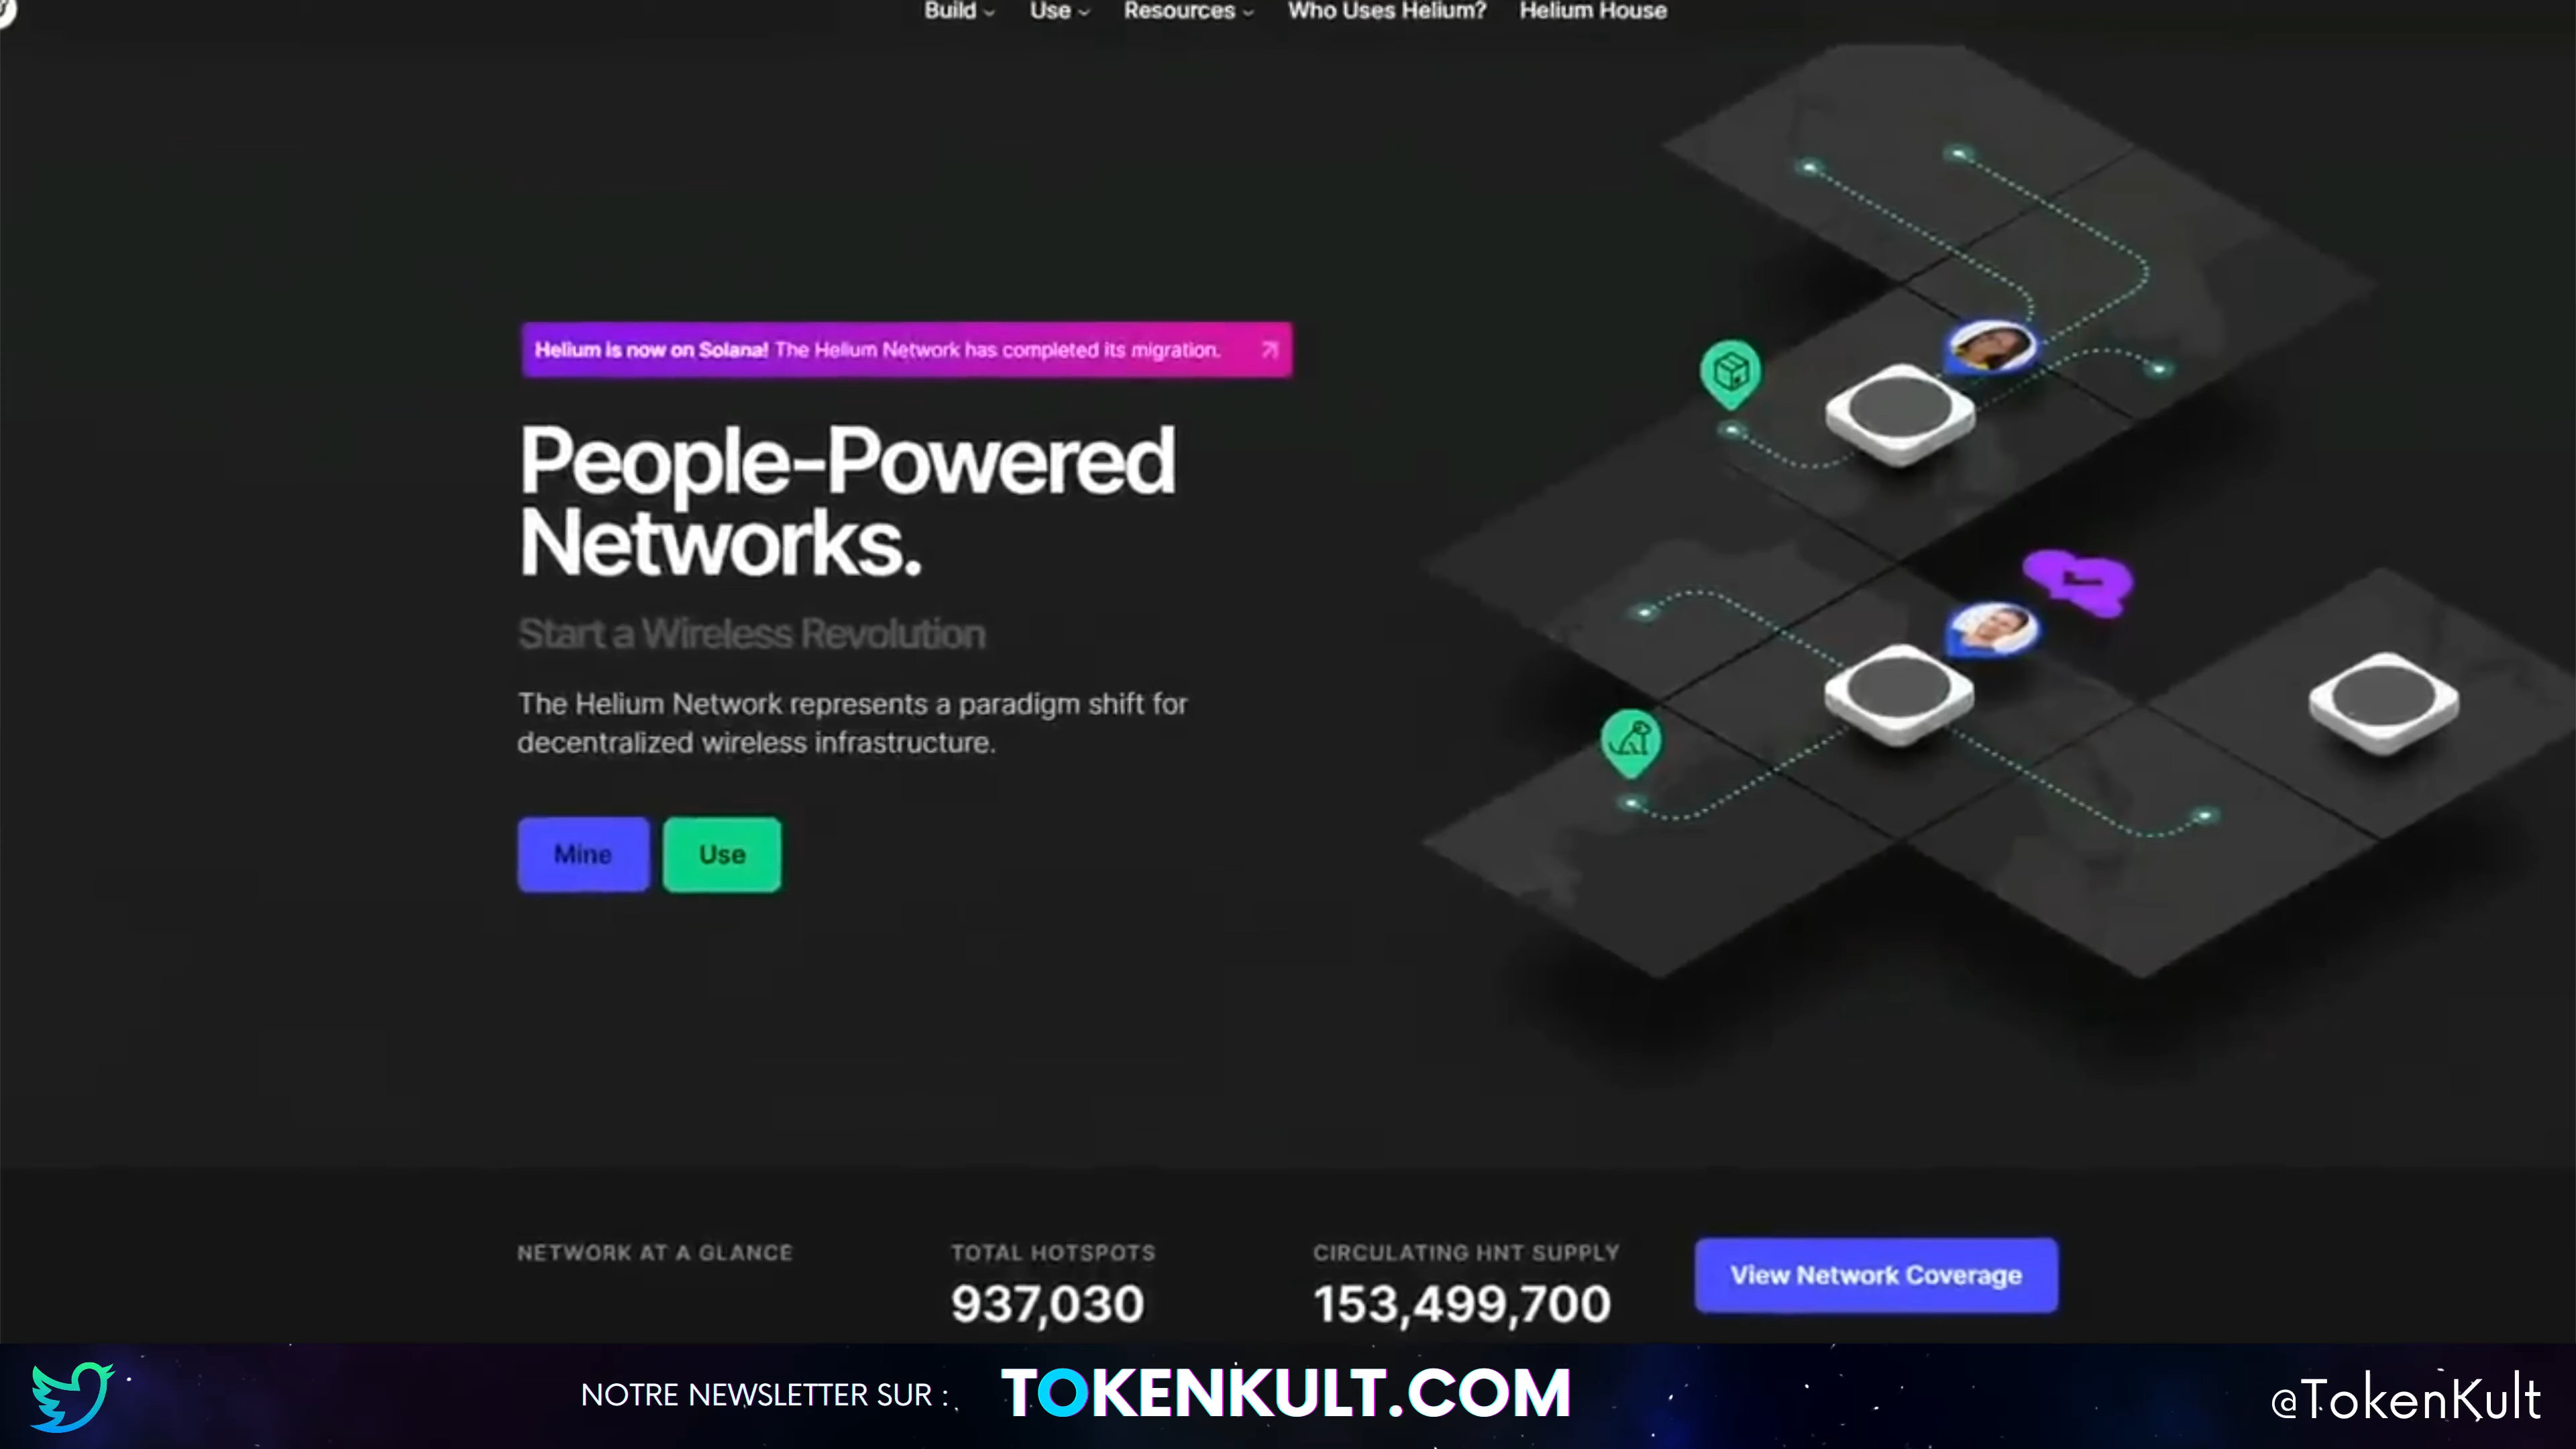 Build Use Resources Who Uses Helium? Helium House
Helium is now on Solana! The Helium Network has completed its migration.
People-Powered
Networks.
Start a Wireless Revolution
The Helium Network represents a paradigm shift for
decentralized wireless infrastructure.
Mine Use
NETWORK AT A GLANCE
TOTAL HOTSPOTS
937,030
CIRCULATING HNT SUPPLY
153,499,700
View Network Coverage
NOTRE NEWSLETTER SUR :
TOKENKULT.COM
@TokenKult